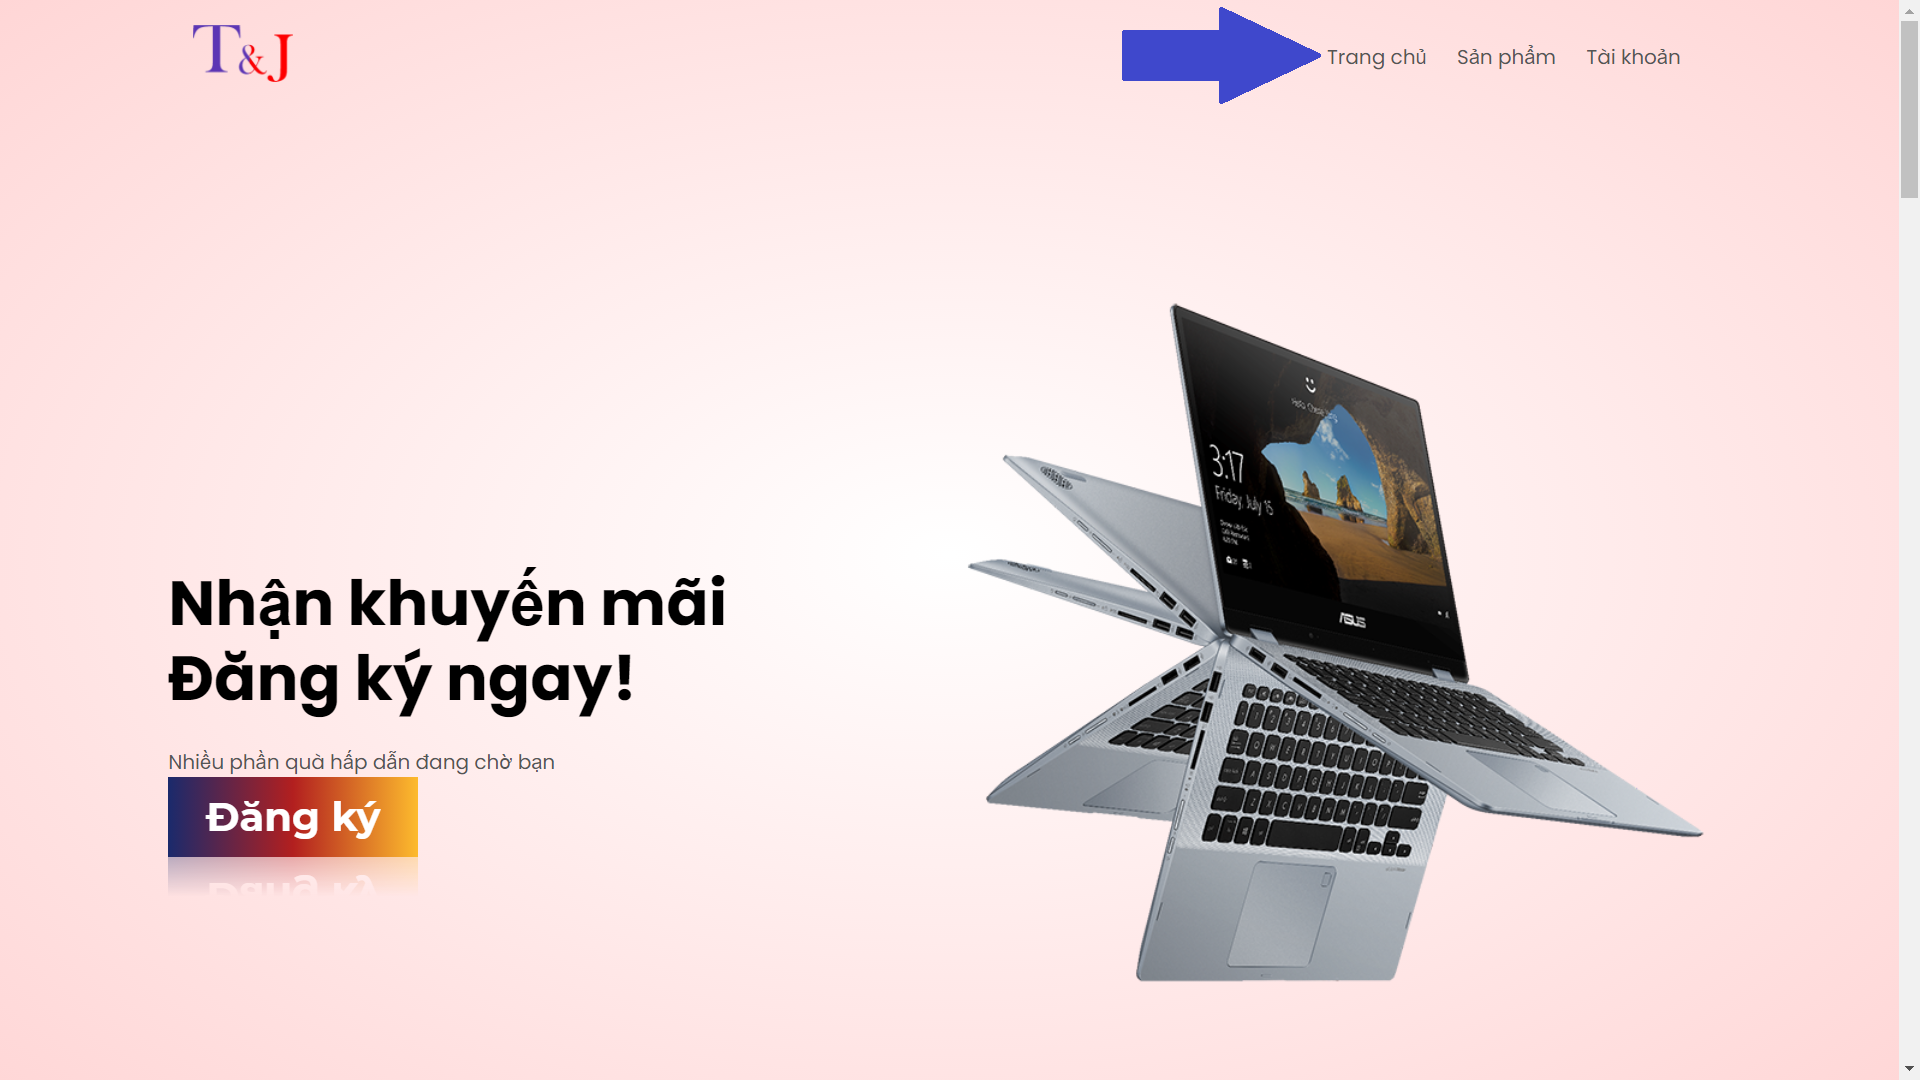 T&J
Trang chủ
Sản phẩm
Tài khoản
3:17
Friday, July 15
ASUS
Nhận khuyến mãi
Đăng ký ngay!
Nhiều phần quà hấp dẫn đang chờ bạn
Đăng ký